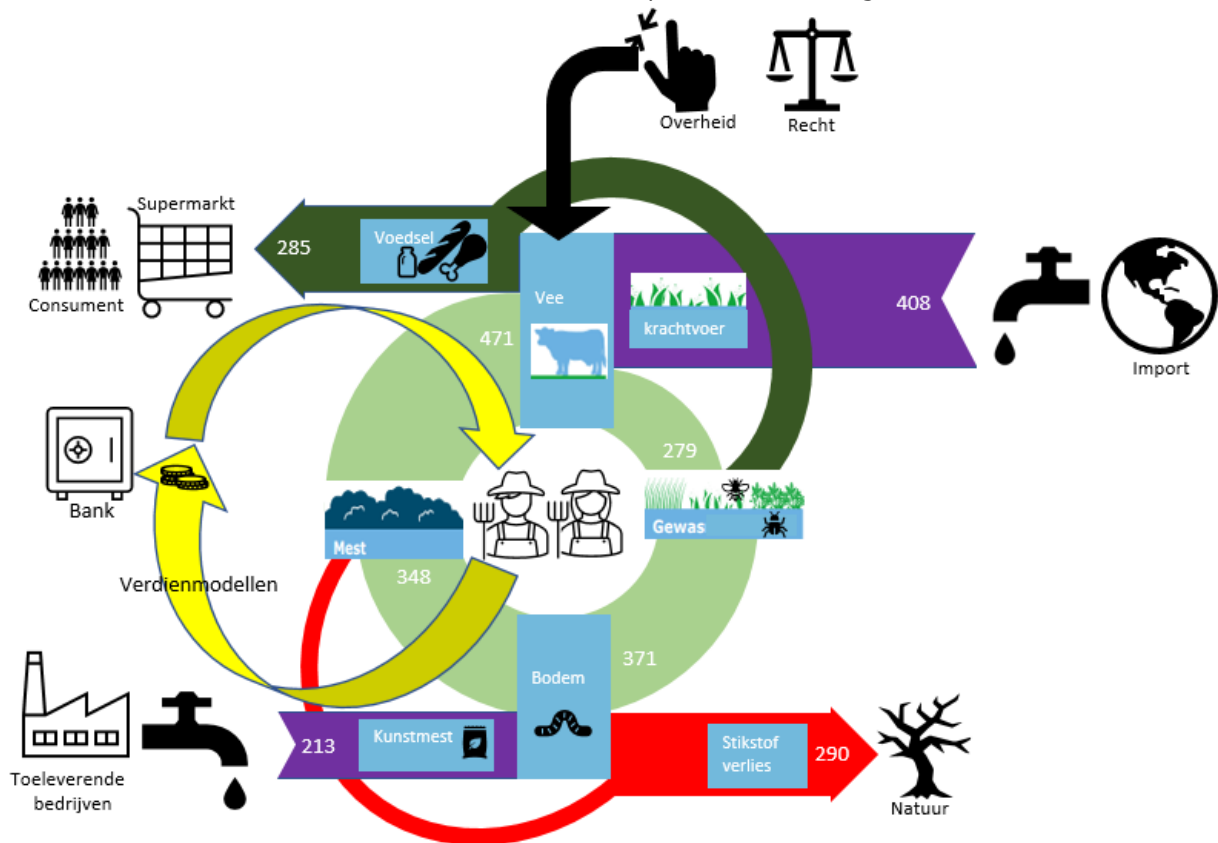 Overheid
Recht
Supermarkt
Consument
285
Voedsel
Vee
krachtvoer
408
Import
471
279
Bank
Mest
Gewas
Verdienmodellen
348
371
Bodem
Toeleverende
bedrijven
213
Kunstmest
Stikstof
verlies
290
Natuur